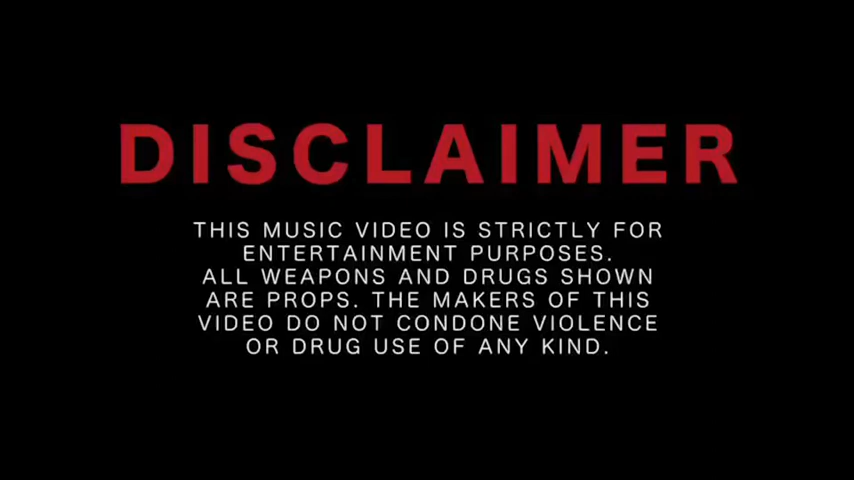 DISCLAIMER
THIS MUSIC VIDEO IS STRICTLY FOR
ENTERTAINMENT PURPOSES.
ALL WEAPONS AND DRUGS SHOWN
ARE PROPS. THE MAKERS OF THIS
VIDEO DO NOT CONDONE VIOLENCE
OR DRUG USE OF ANY KIND.